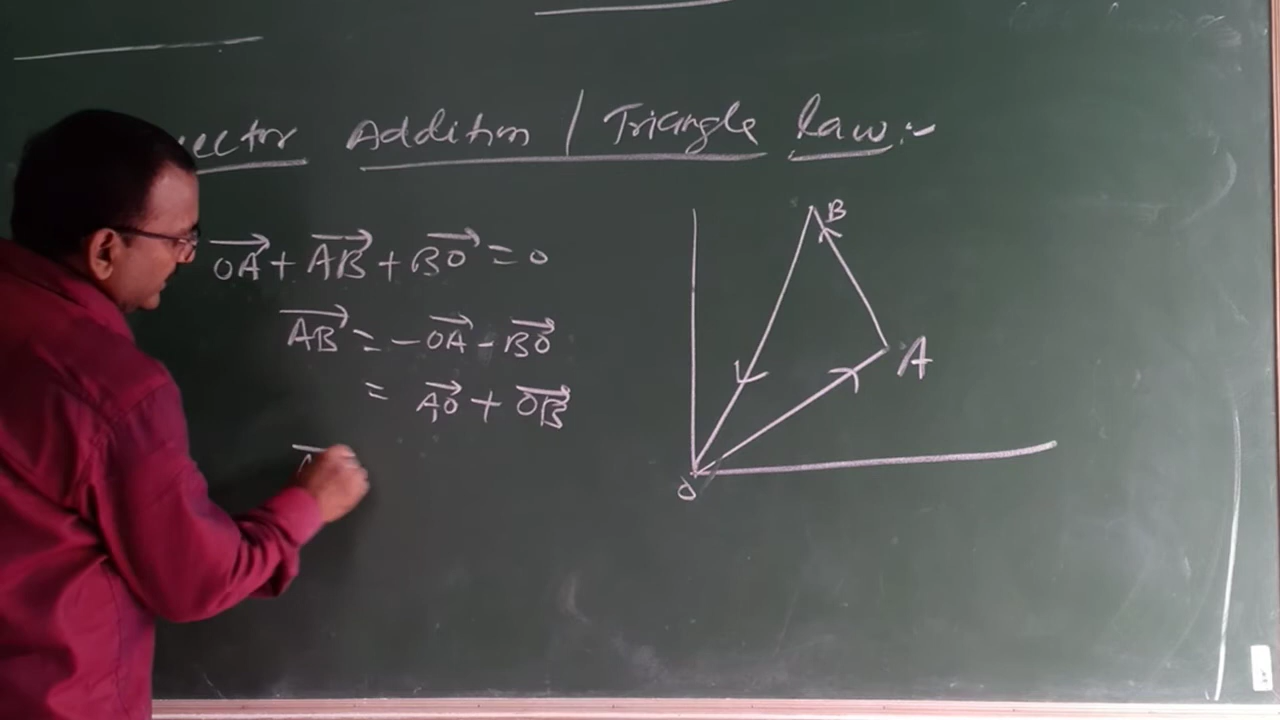 ector Addition / Triangle law:-
OA + AB + BO = 0
AB = -OA - BO
= AO + OB
B
A
O